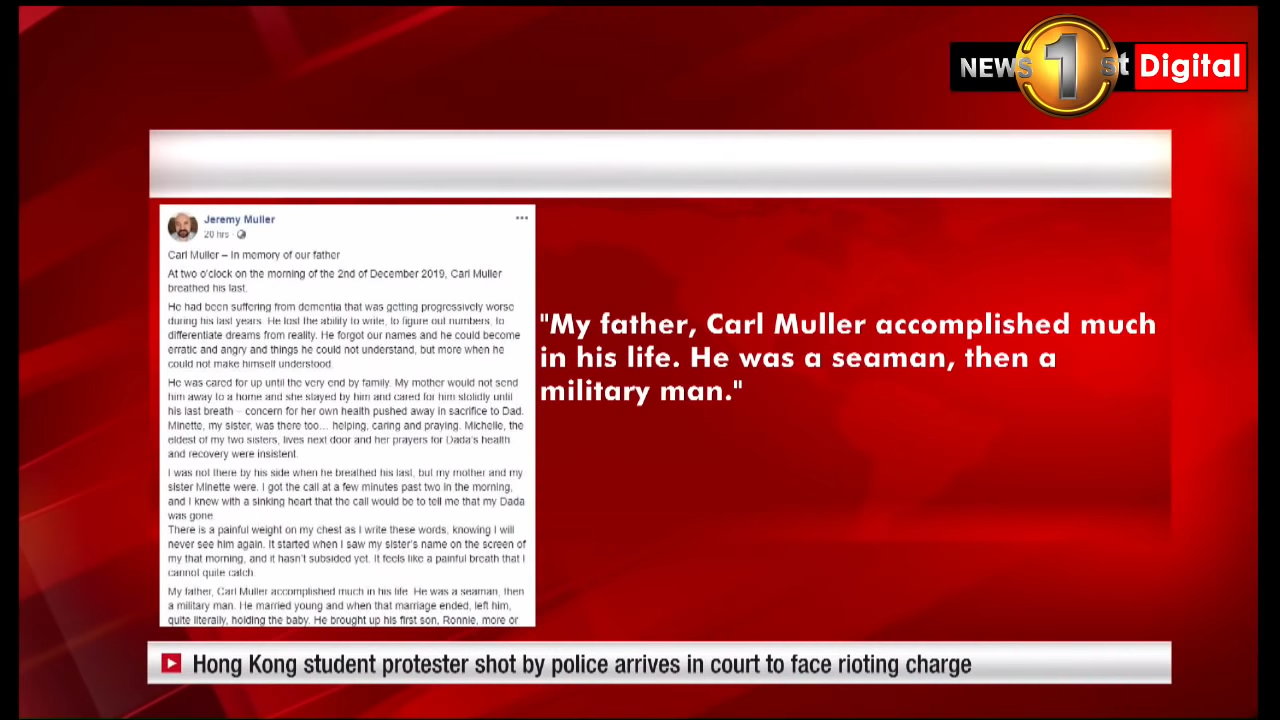 NEWS 1st Digital
Jeremy Muller
20 hrs
Carl Muller – In memory of our father
At two o'clock on the morning of the 2nd of December 2019, Carl Muller
breathed his last.
He had been suffering from dementia that was getting progressively worse
during his last years. He lost the ability to write, to figure out numbers, to
differentiate dreams from reality. He forgot our names and he could become
erratic and angry and things he could not understand, but more when he
could not make himself understood.
He was cared for up until the very end by family. My mother would not send
him away to a home and she stayed by him and cared for him stolidly until
his last breath – concern for her own health pushed away in sacrifice to Dad.
Minette, my sister, was there too... helping, caring and praying. Michelle, the
eldest of my two sisters, lives next door and her prayers for Dada's health
and recovery were insistent.
I was not there by his side when he breathed his last, but my mother and my
sister Minette were. I got the call at a few minutes past two in the morning,
and I knew with a sinking heart that the call would be to tell me that my Dada
was gone.
There is a painful weight on my chest as I write these words, knowing I will
never see him again. It started when I saw my sister's name on the screen of
my that morning, and it hasn't subsided yet. It feels like a painful breath that I
cannot quite catch.
My father, Carl Muller accomplished much in his life. He was a seaman, then
a military man. He married young and when that marriage ended, left him,
quite literally, holding the baby. He brought up his first son, Ronnie, more or
"My father, Carl Muller accomplished much
in his life. He was a seaman, then a
military man."
Hong Kong student protester shot by police arrives in court to face rioting charge